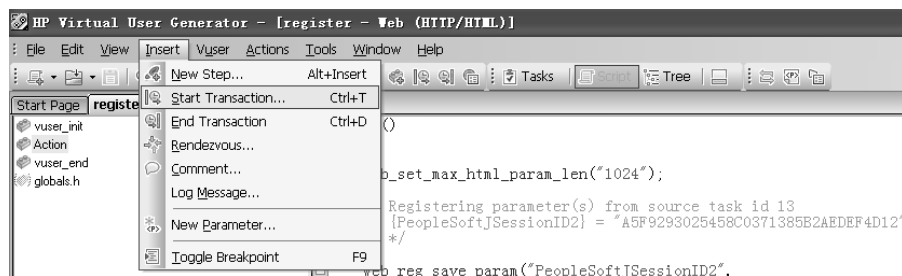 HP Virtual User Generator - [register - Web (HTTP/HTML)]
File Edit View Insert Vuser Actions Tools Window Help
Tasks Script Tree
Start Page registe
New Step... Alt+Insert
Start Transaction... Ctrl+T
End Transaction Ctrl+D
Rendezvous...
Comment...
Log Message...
New Parameter...
Toggle Breakpoint F9
vuser_init
Action
vuser_end
globals.h
()
b_set_max_html_param_len("1024");
Registering parameter(s) from source task id 13
{PeopleSoftJSessionID2} = "A5F9293025458C0371385B2AEDEF4D12"
*/
web_reg_save_param("PeopleSoftJSessionID2",